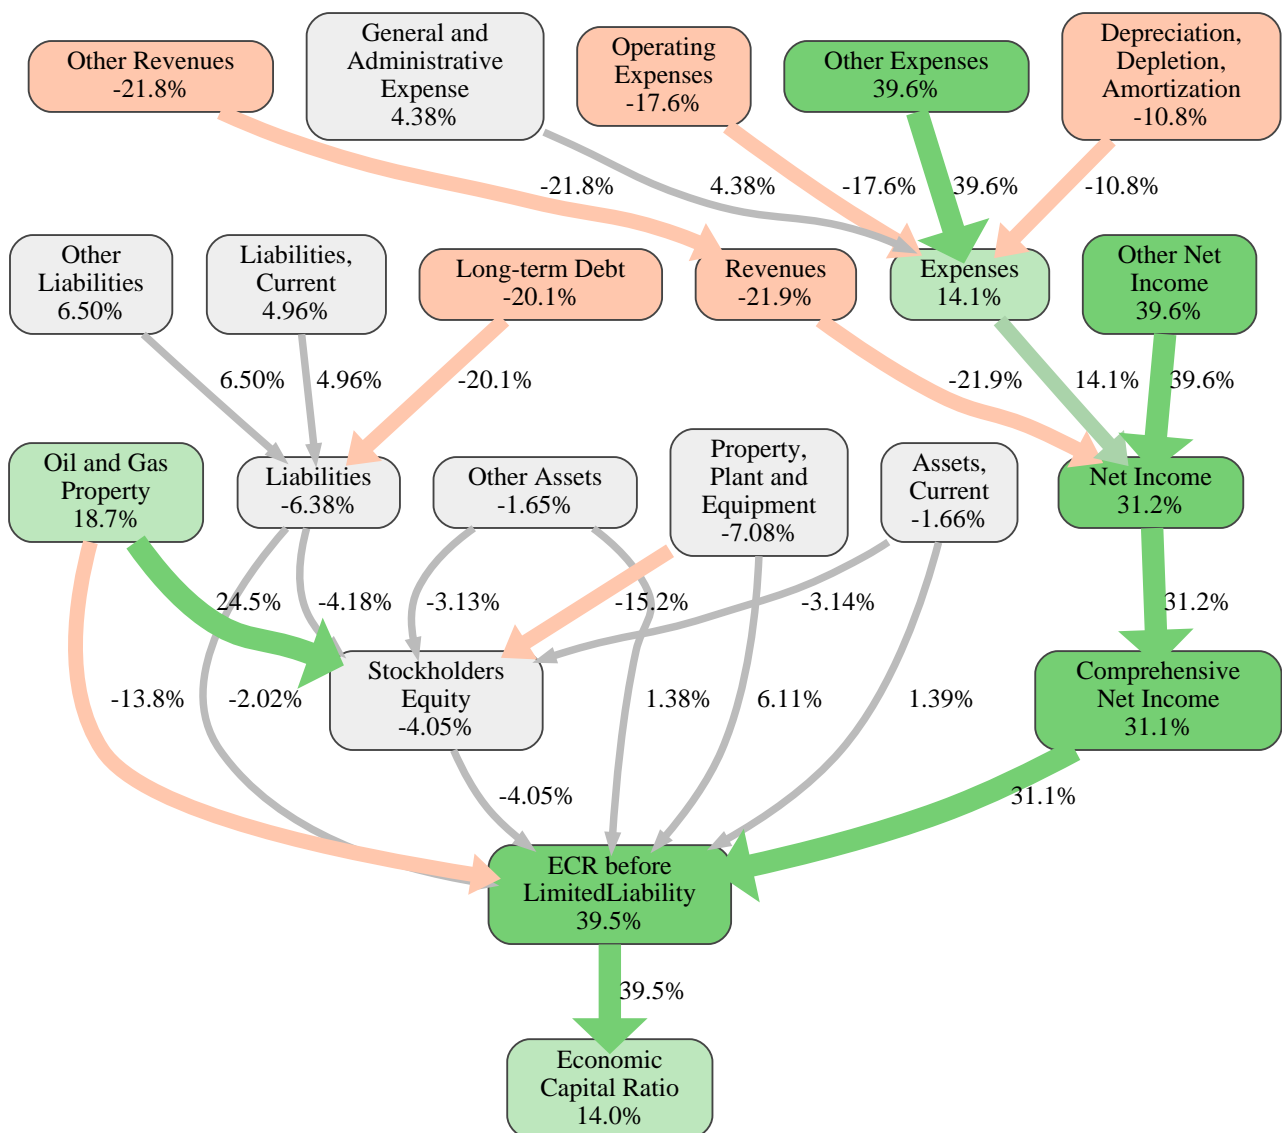 Other Revenues
-21.8%
General and
Administrative
Expense
4.38%
Operating
Expenses
-17.6%
Other Expenses
39.6%
Depreciation,
Depletion,
Amortization
-10.8%
-21.8%
4.38%
-17.6%
39.6%
-10.8%
Other
Liabilities
6.50%
Liabilities,
Current
4.96%
Long-term Debt
-20.1%
Revenues
-21.9%
Expenses
14.1%
Other Net
Income
39.6%
6.50%
4.96%
-20.1%
-21.9%
14.1%
39.6%
Oil and Gas
Property
18.7%
Liabilities
-6.38%
Other Assets
-1.65%
Property,
Plant and
Equipment
-7.08%
Assets,
Current
-1.66%
Net Income
31.2%
24.5%
-4.18%
-3.13%
-15.2%
-3.14%
31.2%
Stockholders
Equity
-4.05%
Comprehensive
Net Income
31.1%
-13.8%
-2.02%
1.38%
6.11%
1.39%
-4.05%
31.1%
ECR before
LimitedLiability
39.5%
39.5%
Economic
Capital Ratio
14.0%